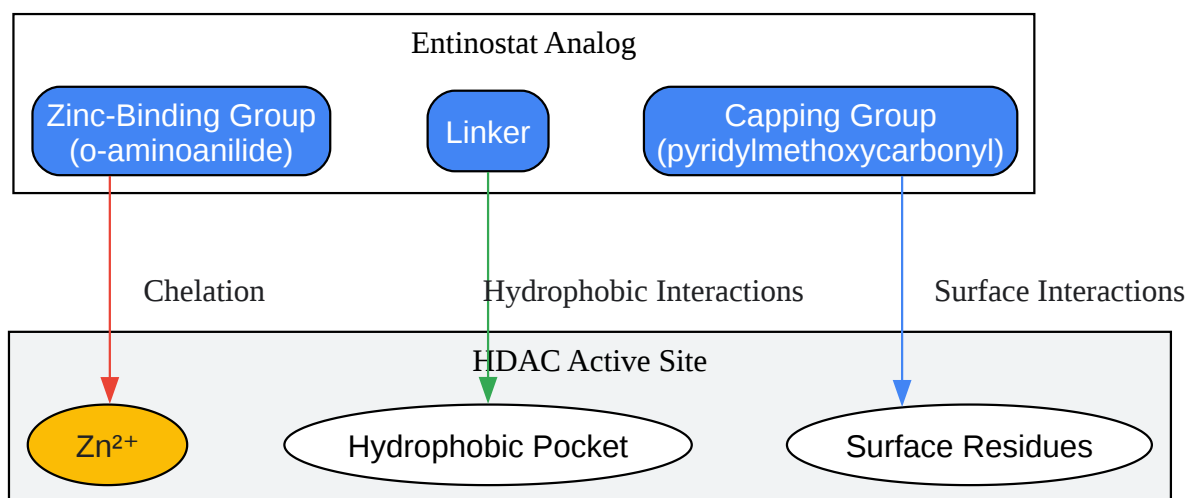 Entinostat Analog
Zinc-Binding Group
(o-aminoanilide)
Linker
Capping Group
(pyridylmethoxycarbonyl)
Chelation
Hydrophobic Interactions
Surface Interactions
HDAC Active Site
Zn²⁺
Hydrophobic Pocket
Surface Residues